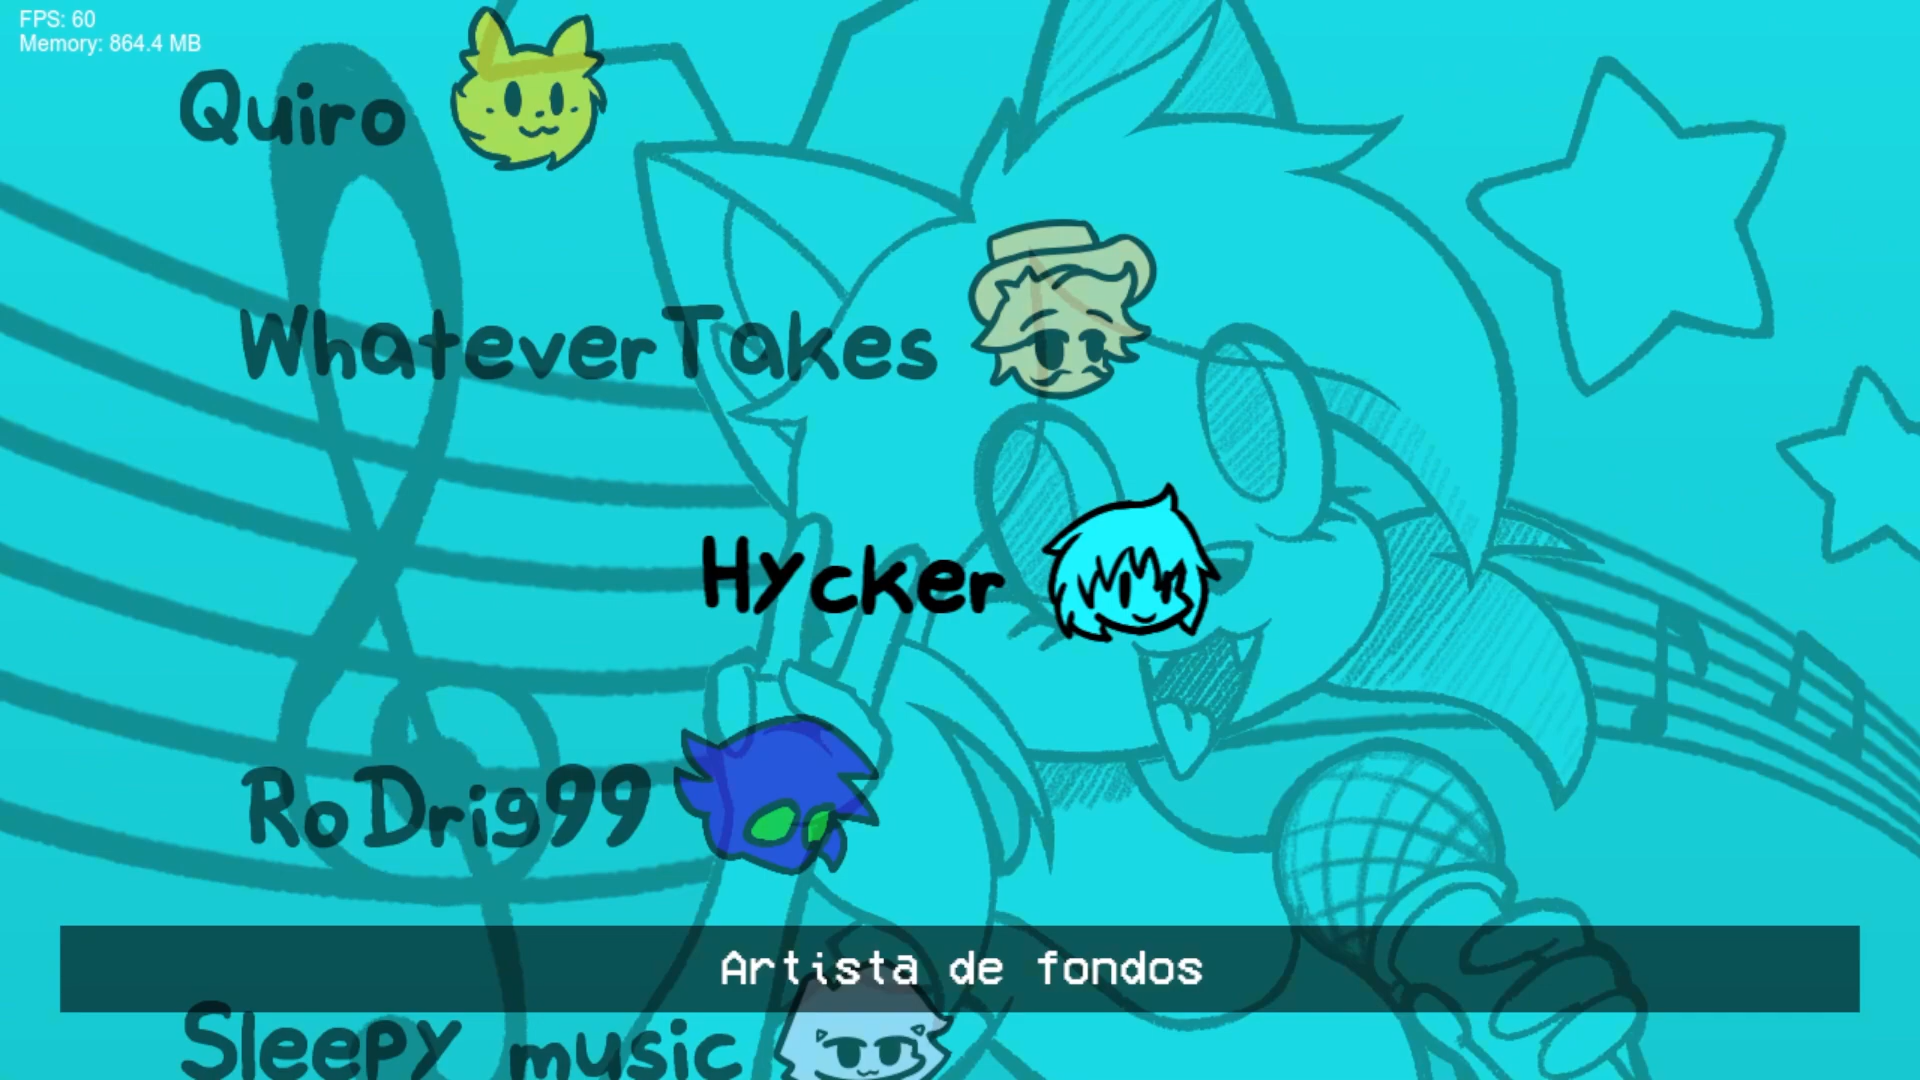 FPS: 60
Memory: 864.4 MB
Quiro
WhateverTakes
Hycker
RoDrig99
Artista de fondos
Sleepy music